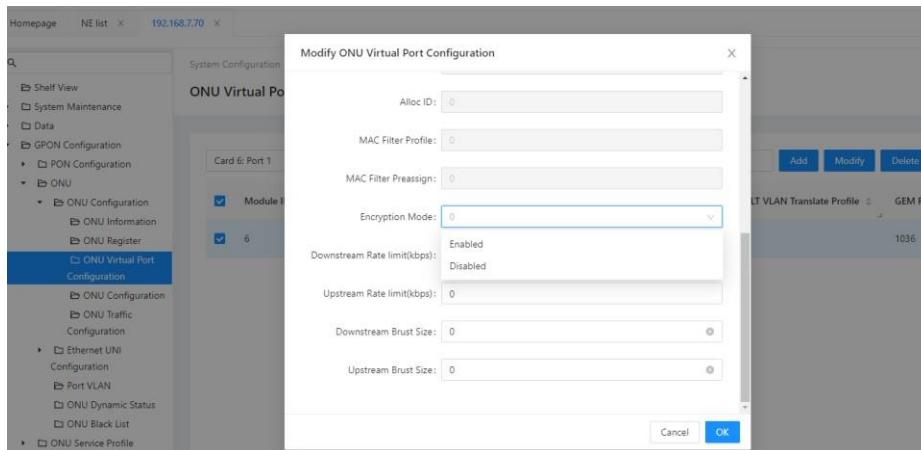 Homepage
NE list
192.168.7.70
Shelf View
System Maintenance
Data
GPON Configuration
PON Configuration
ONU
ONU Configuration
ONU Information
ONU Register
ONU Virtual Port
Configuration
ONU Configuration
ONU Traffic
Configuration
Ethernet UNI
Configuration
Port VLAN
ONU Dynamic Status
ONU Black List
ONU Service Profile
System Configuration
ONU Virtual Po
Card 6: Port 1
Add
Modify
Delete
Module I
LT VLAN Translate Profile
GEM P
6
1036
Modify ONU Virtual Port Configuration
Alloc ID: 0
MAC Filter Profile: 0
MAC Filter Preassign: 0
Encryption Mode: 0
Enabled
Disabled
Downstream Rate limit(kbps):
Upstream Rate limit(kbps): 0
Downstream Brust Size: 0
Upstream Brust Size: 0
Cancel
OK